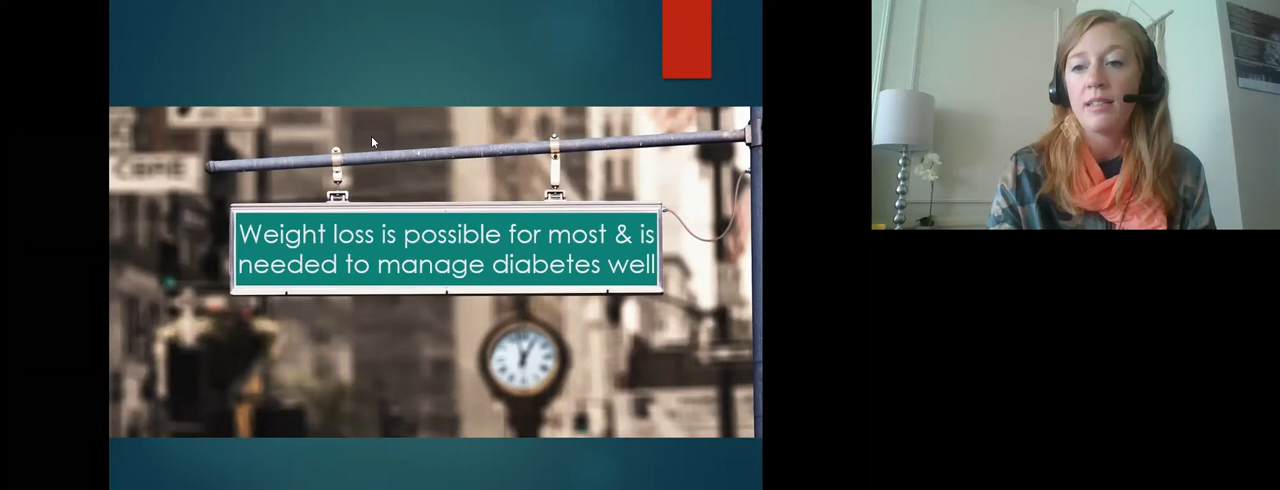 Weight loss is possible for most & is
needed to manage diabetes well